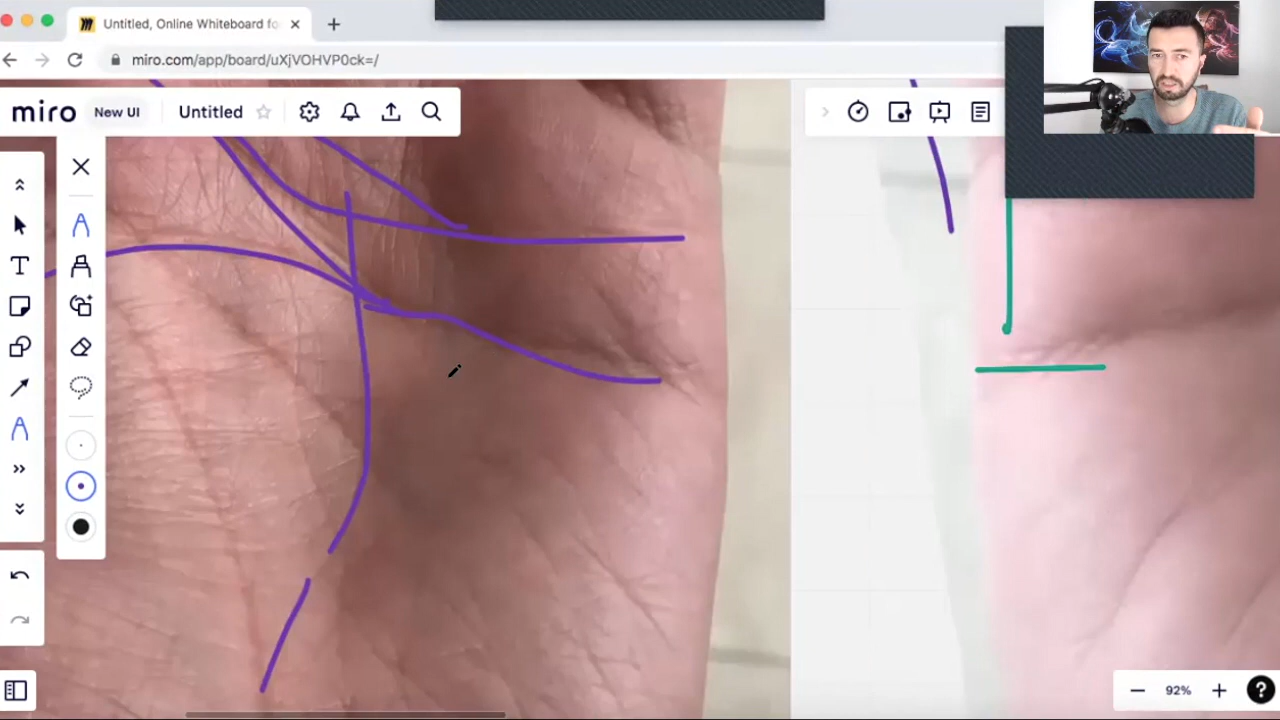 Untitled, Online Whiteboard fo
miro.com/app/board/uXjVOHVP0ck=/
miro New UI Untitled
92%